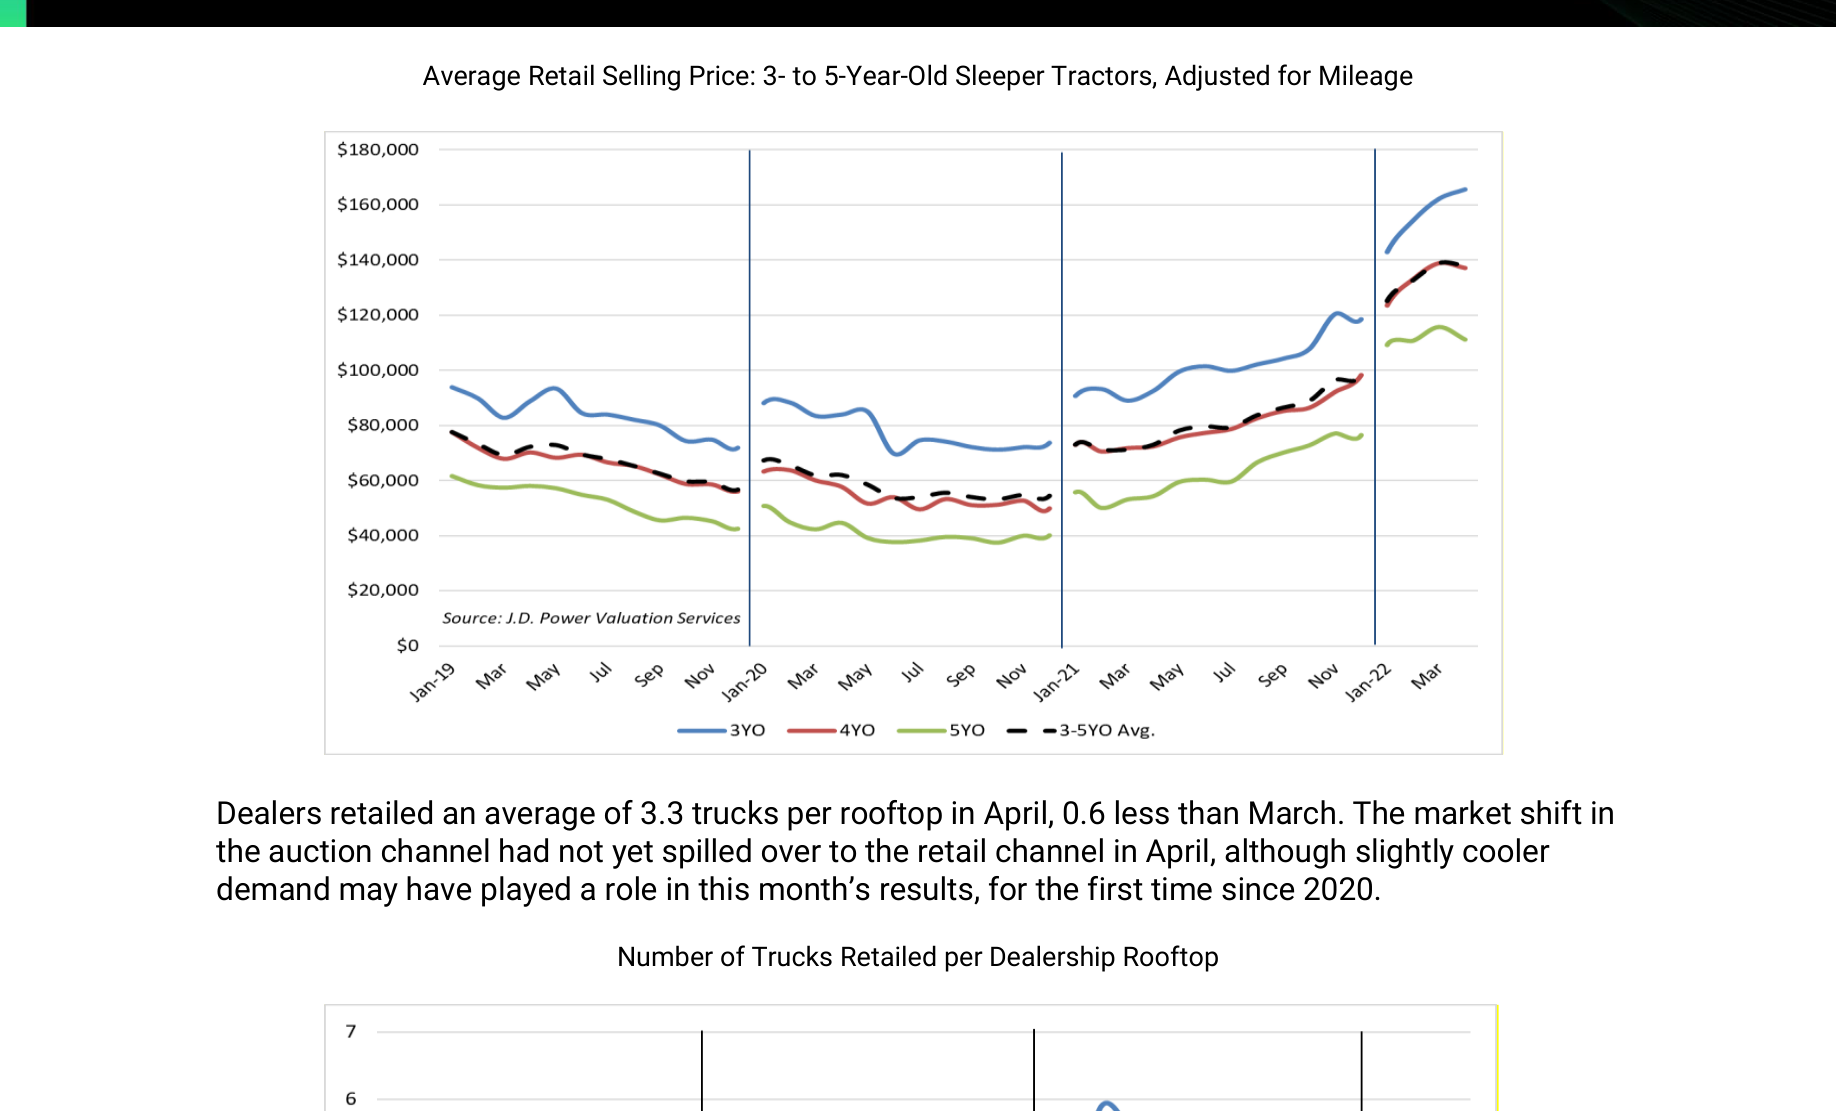 Average Retail Selling Price: 3- to 5-Year-Old Sleeper Tractors, Adjusted for Mileage
$180,000
$160,000
$140,000
$120,000
$100,000
$80,000
$60,000
$40,000
$20,000
$0
Source: J.D. Power Valuation Services
Jan-19 Mar May Jul Sep Nov Jan-20 Mar May Jul Sep Nov Jan-21 Mar May Jul Sep Nov Jan-22 Mar
3YO 4YO 5YO 3-5YO Avg.
Dealers retailed an average of 3.3 trucks per rooftop in April, 0.6 less than March. The market shift in
the auction channel had not yet spilled over to the retail channel in April, although slightly cooler
demand may have played a role in this month’s results, for the first time since 2020.
Number of Trucks Retailed per Dealership Rooftop
7
6